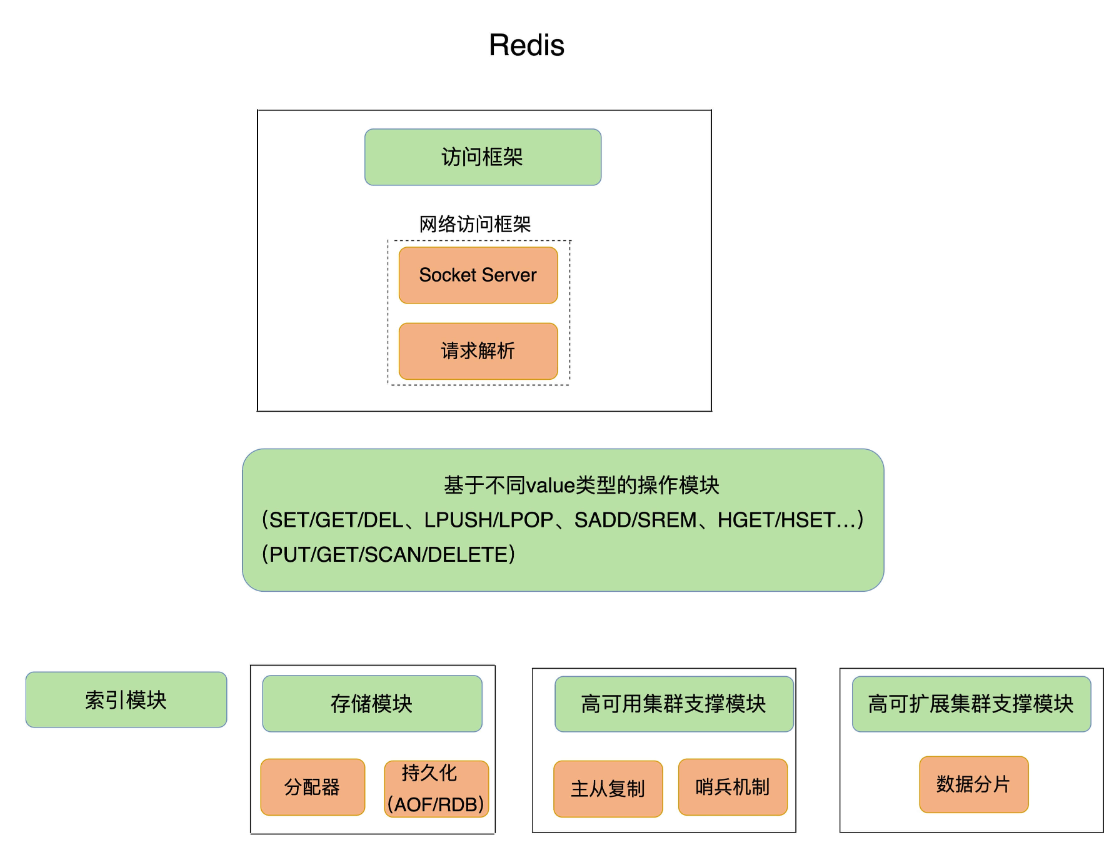 Redis
访问框架
网络访问框架
Socket Server
请求解析
基于不同value类型的操作模块
（SET/GET/DEL、LPUSH/LPOP、SADD/SREM、HGET/HSET...）
（PUT/GET/SCAN/DELETE）
索引模块
存储模块
分配器
持久化
（AOF/RDB）
高可用集群支撑模块
主从复制
哨兵机制
高可扩展集群支撑模块
数据分片